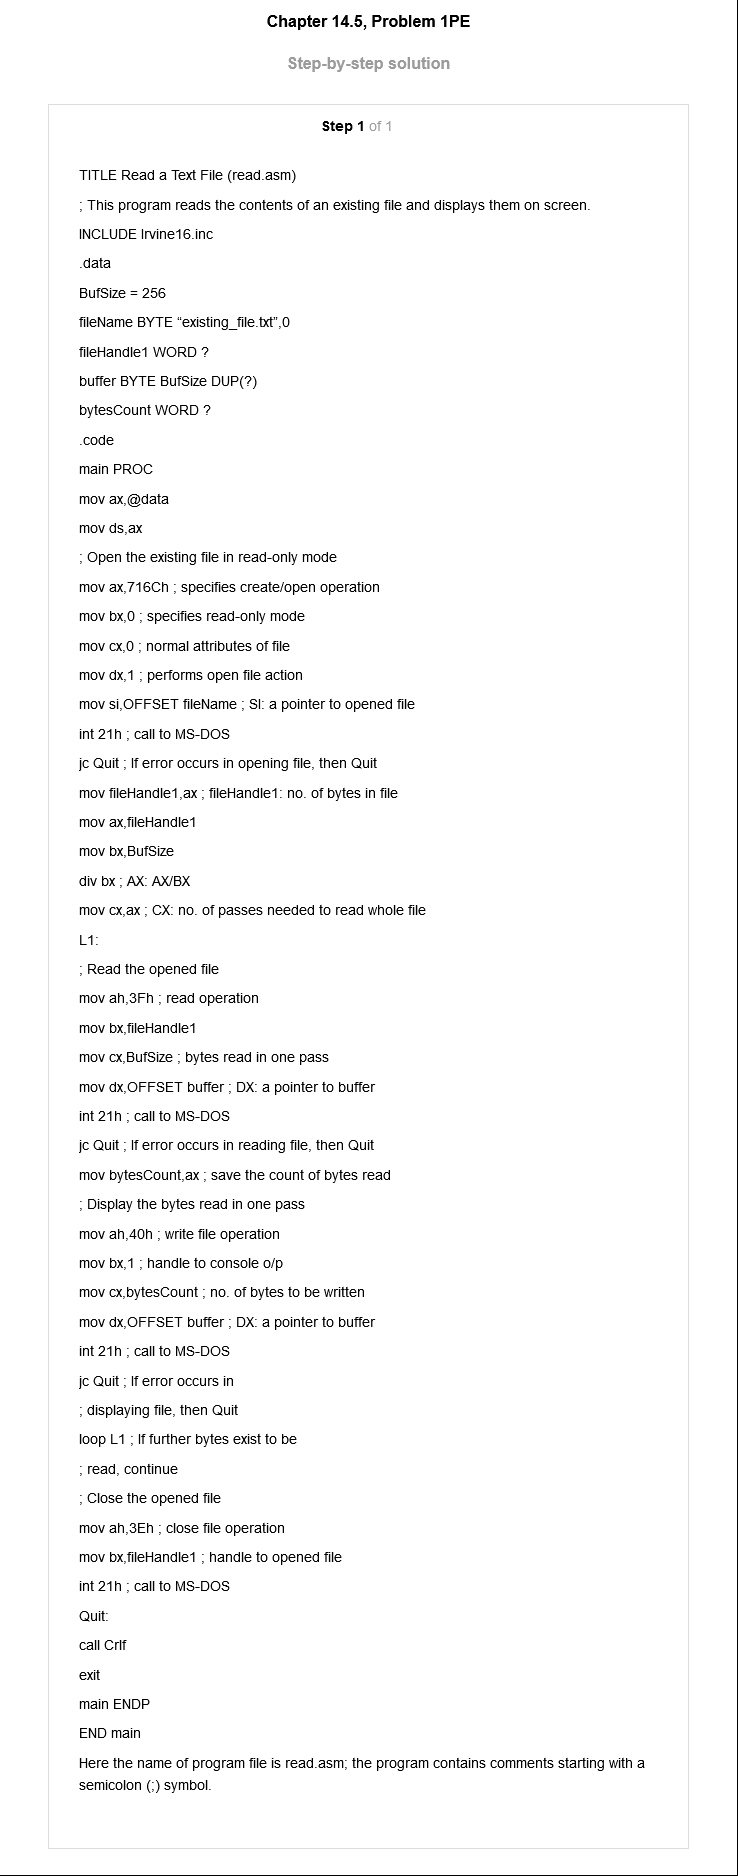 Chapter 14.5, Problem 1PE
Step-by-step solution
Step 1 of 1
TITLE Read a Text File (read.asm)
; This program reads the contents of an existing file and displays them on screen.
INCLUDE Irvine16.inc
.data
BufSize = 256
fileName BYTE “existing_file.txt”,0
fileHandle1 WORD ?
buffer BYTE BufSize DUP(?)
bytesCount WORD ?
.code
main PROC
mov ax,@data
mov ds,ax
; Open the existing file in read-only mode
mov ax,716Ch ; specifies create/open operation
mov bx,0 ; specifies read-only mode
mov cx,0 ; normal attributes of file
mov dx,1 ; performs open file action
mov si,OFFSET fileName ; SI: a pointer to opened file
int 21h ; call to MS-DOS
jc Quit ; If error occurs in opening file, then Quit
mov fileHandle1,ax ; fileHandle1: no. of bytes in file
mov ax,fileHandle1
mov bx,BufSize
div bx ; AX: AX/BX
mov cx,ax ; CX: no. of passes needed to read whole file
L1:
; Read the opened file
mov ah,3Fh ; read operation
mov bx,fileHandle1
mov cx,BufSize ; bytes read in one pass
mov dx,OFFSET buffer ; DX: a pointer to buffer
int 21h ; call to MS-DOS
jc Quit ; If error occurs in reading file, then Quit
mov bytesCount,ax ; save the count of bytes read
; Display the bytes read in one pass
mov ah,40h ; write file operation
mov bx,1 ; handle to console o/p
mov cx,bytesCount ; no. of bytes to be written
mov dx,OFFSET buffer ; DX: a pointer to buffer
int 21h ; call to MS-DOS
jc Quit ; If error occurs in
; displaying file, then Quit
loop L1 ; If further bytes exist to be
; read, continue
; Close the opened file
mov ah,3Eh ; close file operation
mov bx,fileHandle1 ; handle to opened file
int 21h ; call to MS-DOS
Quit:
call Crlf
exit
main ENDP
END main
Here the name of program file is read.asm; the program contains comments starting with a
semicolon (;) symbol.